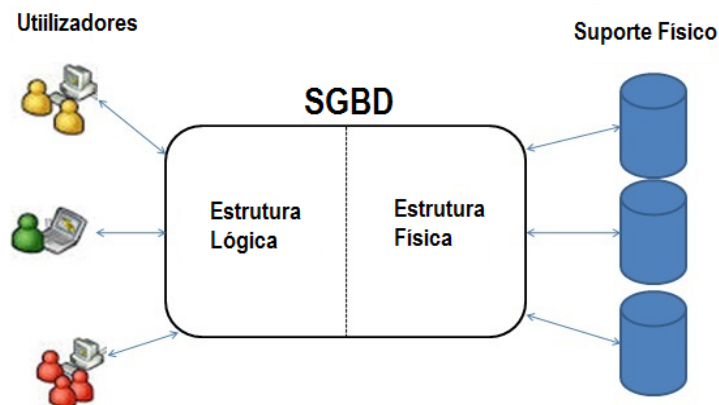 Utiilizadores
Suporte Físico
SGBD
Estrutura
Lógica
Estrutura
Física